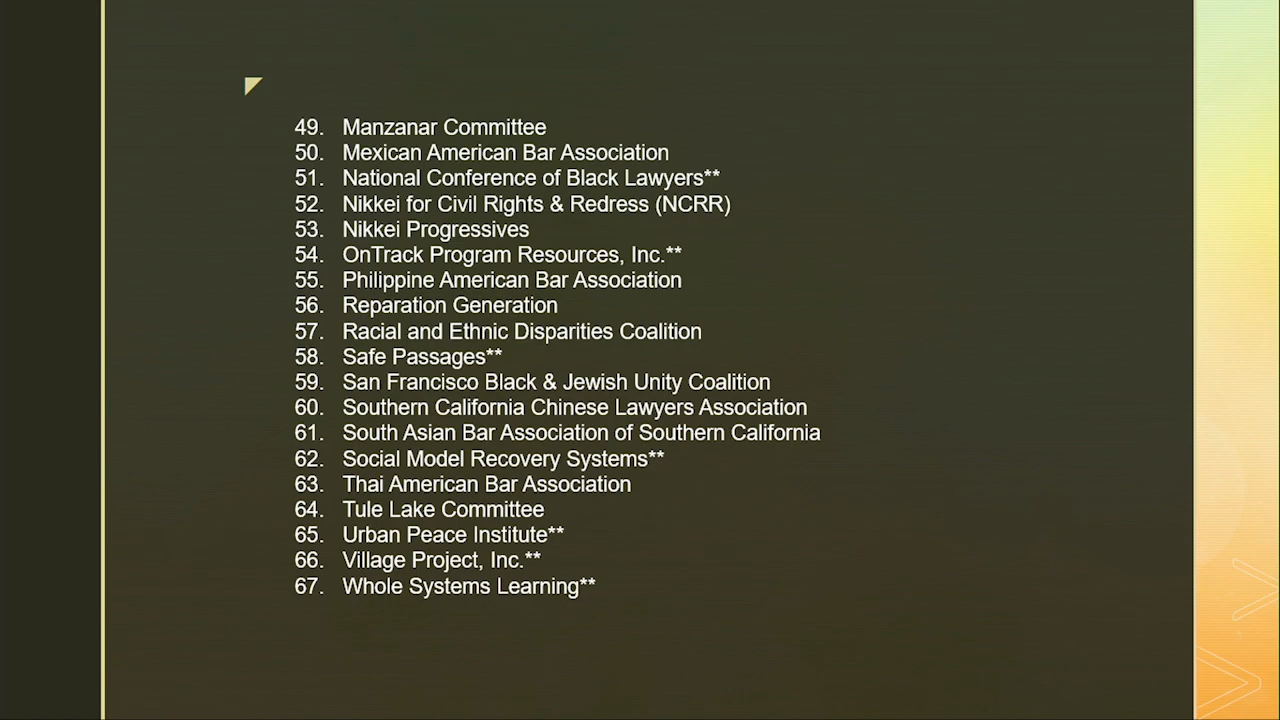 49. Manzanar Committee
50. Mexican American Bar Association
51. National Conference of Black Lawyers**
52. Nikkei for Civil Rights & Redress (NCRR)
53. Nikkei Progressives
54. OnTrack Program Resources, Inc.**
55. Philippine American Bar Association
56. Reparation Generation
57. Racial and Ethnic Disparities Coalition
58. Safe Passages**
59. San Francisco Black & Jewish Unity Coalition
60. Southern California Chinese Lawyers Association
61. South Asian Bar Association of Southern California
62. Social Model Recovery Systems**
63. Thai American Bar Association
64. Tule Lake Committee
65. Urban Peace Institute**
66. Village Project, Inc.**
67. Whole Systems Learning**